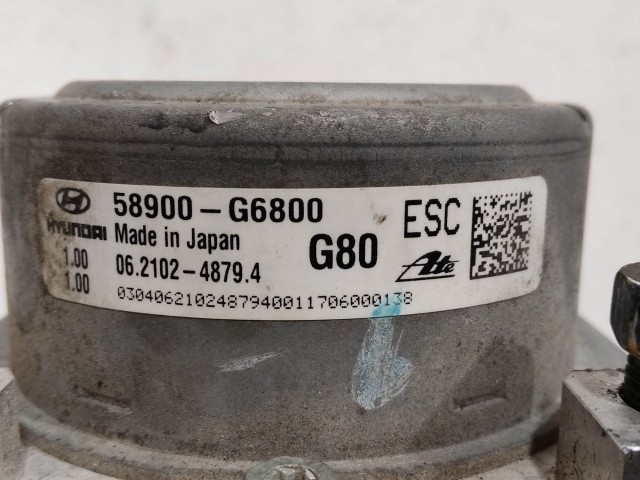 58900-G6800 ESC
HYUNDAI Made in Japan G80
1.00 06.2102-4879.4 Ate
1.00
0304062102487940011706000138